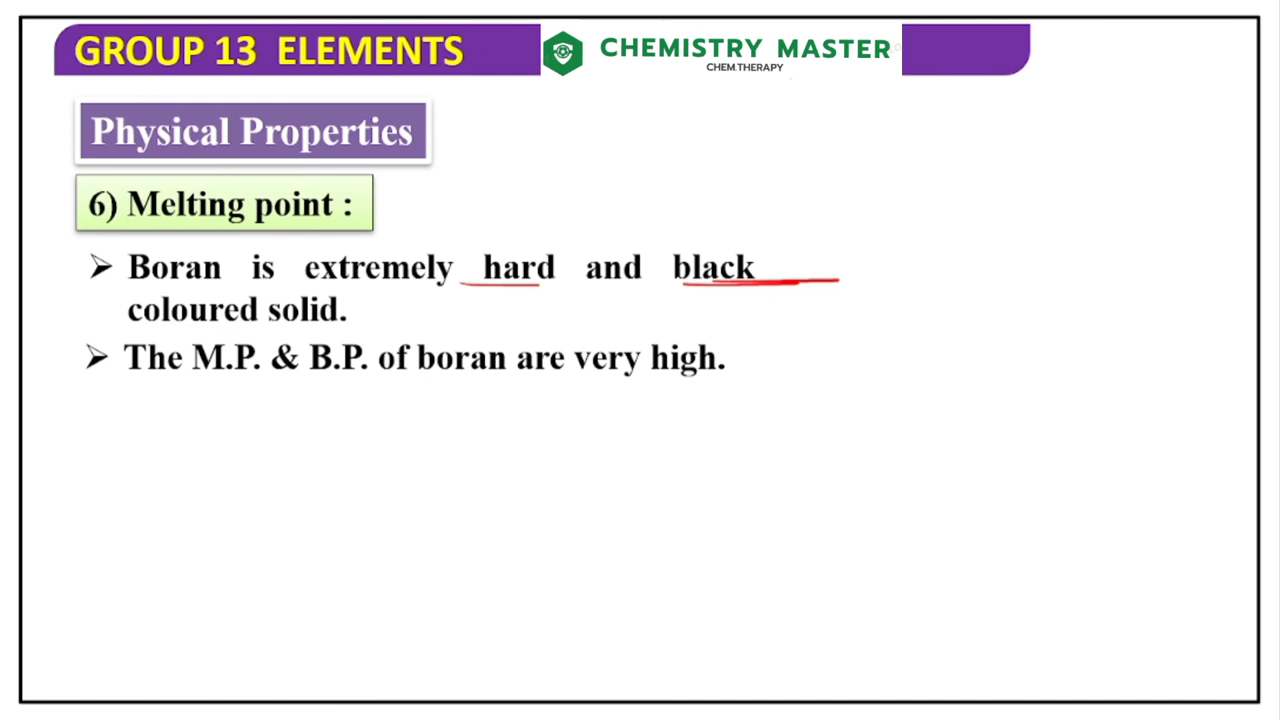 GROUP 13 ELEMENTS
CHEMISTRY MASTER
CHEM.THERAPY
Physical Properties
6) Melting point :
➢ Boran is extremely hard and black
coloured solid.
➢ The M.P. & B.P. of boran are very high.